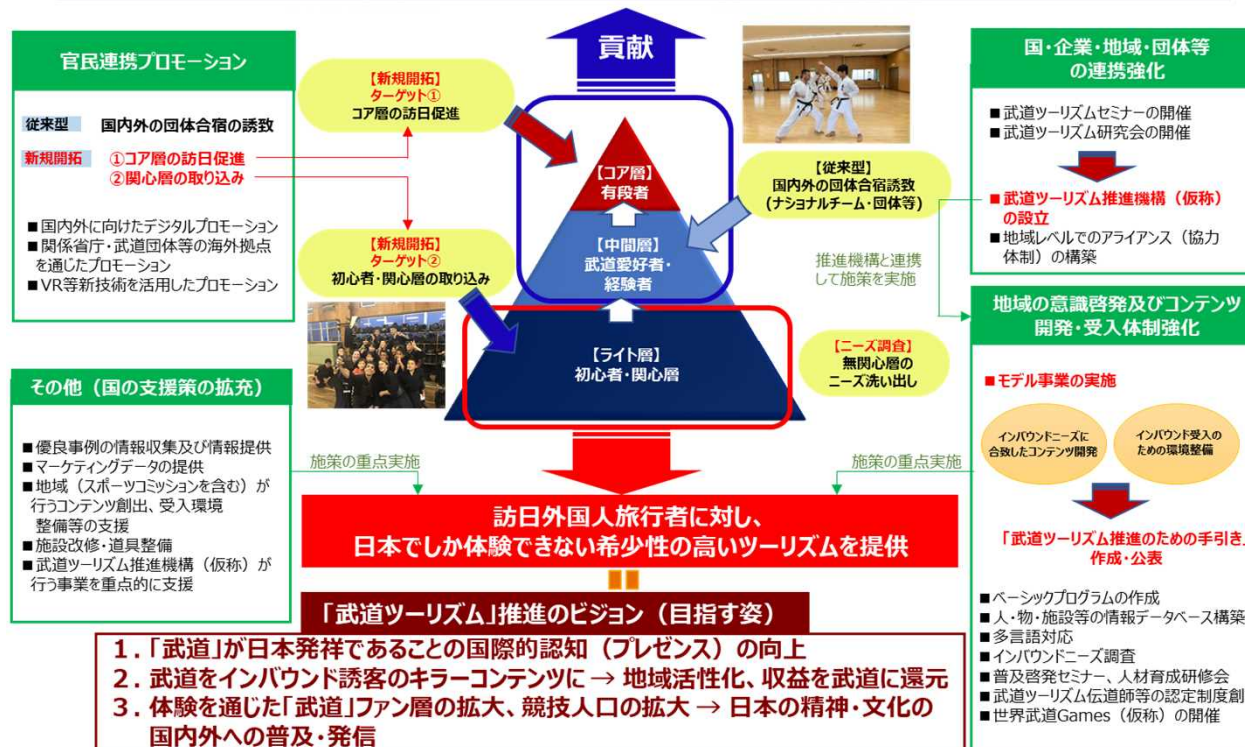 貢献
官民連携プロモーション
従来型 国内外の団体合宿の誘致
新規開拓 ①コア層の訪日促進
②関心層の取り込み
■国内外に向けたデジタルプロモーション
■関係省庁・武道団体等の海外拠点
を通じたプロモーション
■VR等新技術を活用したプロモーション
【新規開拓】
ターゲット①
コア層の訪日促進
【新規開拓】
ターゲット②
初心者・関心層の取り込み
【コア層】
有段者
【中間層】
武道愛好者・
経験者
【ライト層】
初心者・関心層
【従来型】
国内外の団体合宿誘致
(ナショナルチーム・団体等)
【ニーズ調査】
無関心層の
ニーズ洗い出し
国・企業・地域・団体等
の連携強化
■武道ツーリズムセミナーの開催
■武道ツーリズム研究会の開催
■武道ツーリズム推進機構(仮称)
の設立
■地域レベルでのアライアンス(協力
体制)の構築
推進機構と連携
して施策を実施
地域の意識啓発及びコンテンツ
開発・受入体制強化
■モデル事業の実施
インバウンドニーズに
合致したコンテンツ開発
インバウンド受入の
ための環境整備
「武道ツーリズム推進のための手引き」
作成・公表
■ベーシックプログラムの作成
■人・物・施設等の情報データベース構築
■多言語対応
■インバウンドニーズ調査
■普及啓発セミナー、人材育成研修会
■武道ツーリズム伝道師等の認定制度創
■世界武道Games(仮称)の開催
その他(国の支援策の拡充)
■優良事例の情報収集及び情報提供
■マーケティングデータの提供
■地域(スポーツコミッションを含む)が
行うコンテンツ創出、受入環境
整備等の支援
■施設改修・道具整備
■武道ツーリズム推進機構(仮称)が
行う事業を重点的に支援
施策の重点実施
施策の重点実施
訪日外国人旅行者に対し、
日本でしか体験できない希少性の高いツーリズムを提供
「武道ツーリズム」推進のビジョン(目指す姿)
1.「武道」が日本発祥であることの国際的認知(プレゼンス)の向上
2.武道をインバウンド誘客のキラーコンテンツに → 地域活性化、収益を武道に還元
3.体験を通じた「武道」ファン層の拡大、競技人口の拡大 → 日本の精神・文化の
国内外への普及・発信